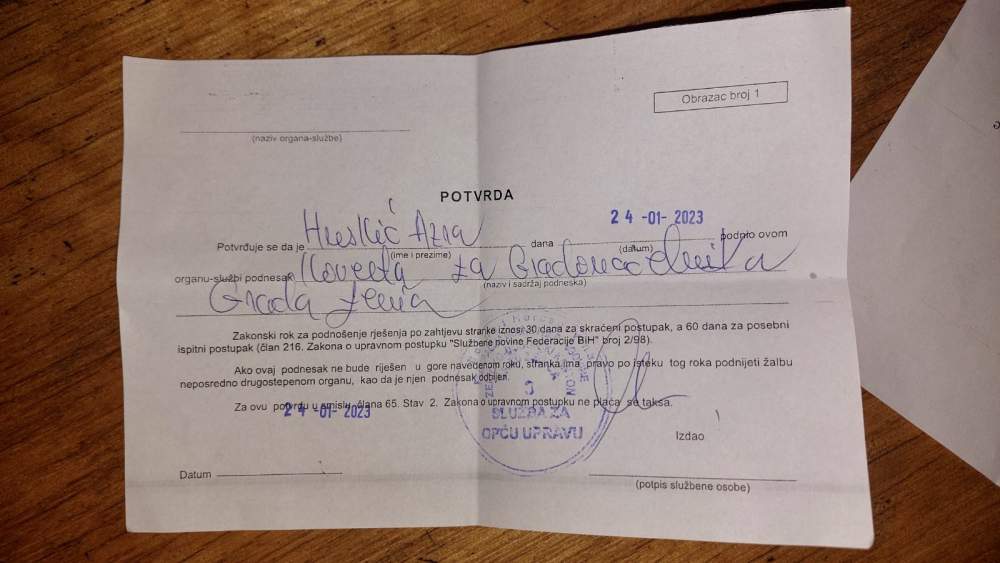 Obrazac broj 1
(naziv organa-službe)
POTVRDA
Potvrđuje se da je Huskić Azra dana 24 -01- 2023 podnio ovom
(ime i prezime) (datum)
organu-službi podnesak Koverta za Gradonačelnika
(naziv i sadržaj podneska)
Grada Zenica
Zakonski rok za podnošenje rješenja po zahtjevu stranke iznosi 30 dana za skraćeni postupak, a 60 dana za posebni
ispitni postupak (član 216. Zakona o upravnom postupku "Službene novine Federacije BiH" broj 2/98).
Ako ovaj podnesak ne bude riješen u gore navedenom roku, stranka ima pravo po isteku tog roka podnijeti žalbu
neposredno drugostepenom organu, kao da je njen podnesak odbijen.
Za ovu potvrdu u smislu člana 65. Stav 2. Zakona o upravnom postupku ne plaća se taksa.
24 -01- 2023
SLUŽBA ZA
OPĆU UPRAVU
Izdao
Datum
(potpis službene osobe)